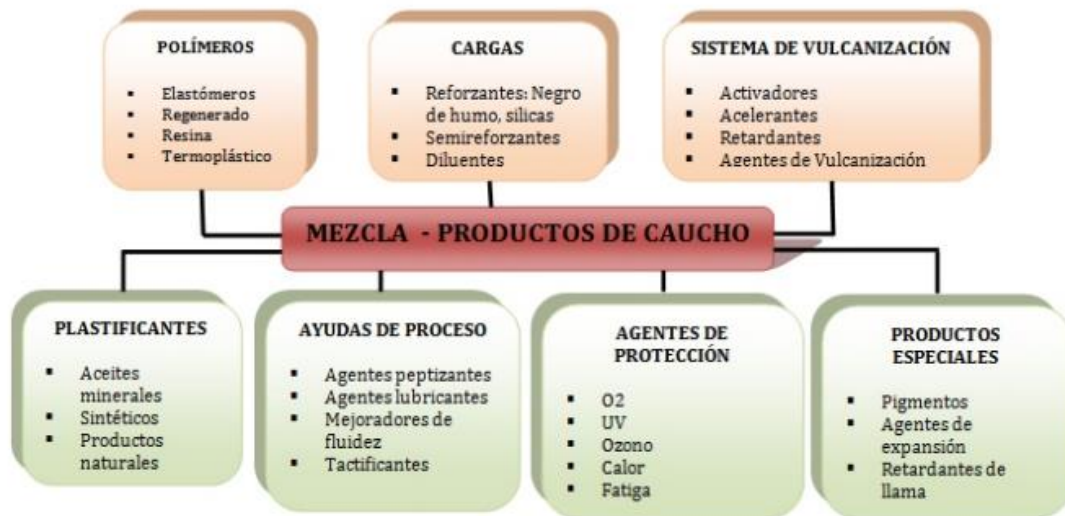 POLÍMEROS
▪ Elastómeros
▪ Regenerado
▪ Resina
▪ Termoplástico
CARGAS
▪ Reforzantes: Negro
de humo, silicas
▪ Semireforzantes
▪ Diluentes
SISTEMA DE VULCANIZACIÓN
▪ Activadores
▪ Acelerantes
▪ Retardantes
▪ Agentes de Vulcanización
MEZCLA - PRODUCTOS DE CAUCHO
PLASTIFICANTES
▪ Aceites
minerales
▪ Sintéticos
▪ Productos
naturales
AYUDAS DE PROCESO
▪ Agentes peptizantes
▪ Agentes lubricantes
▪ Mejoradores de
fluidez
▪ Tactificantes
AGENTES DE
PROTECCIÓN
▪ O2
▪ UV
▪ Ozono
▪ Calor
▪ Fatiga
PRODUCTOS
ESPECIALES
▪ Pigmentos
▪ Agentes de
expansión
▪ Retardantes de
llama